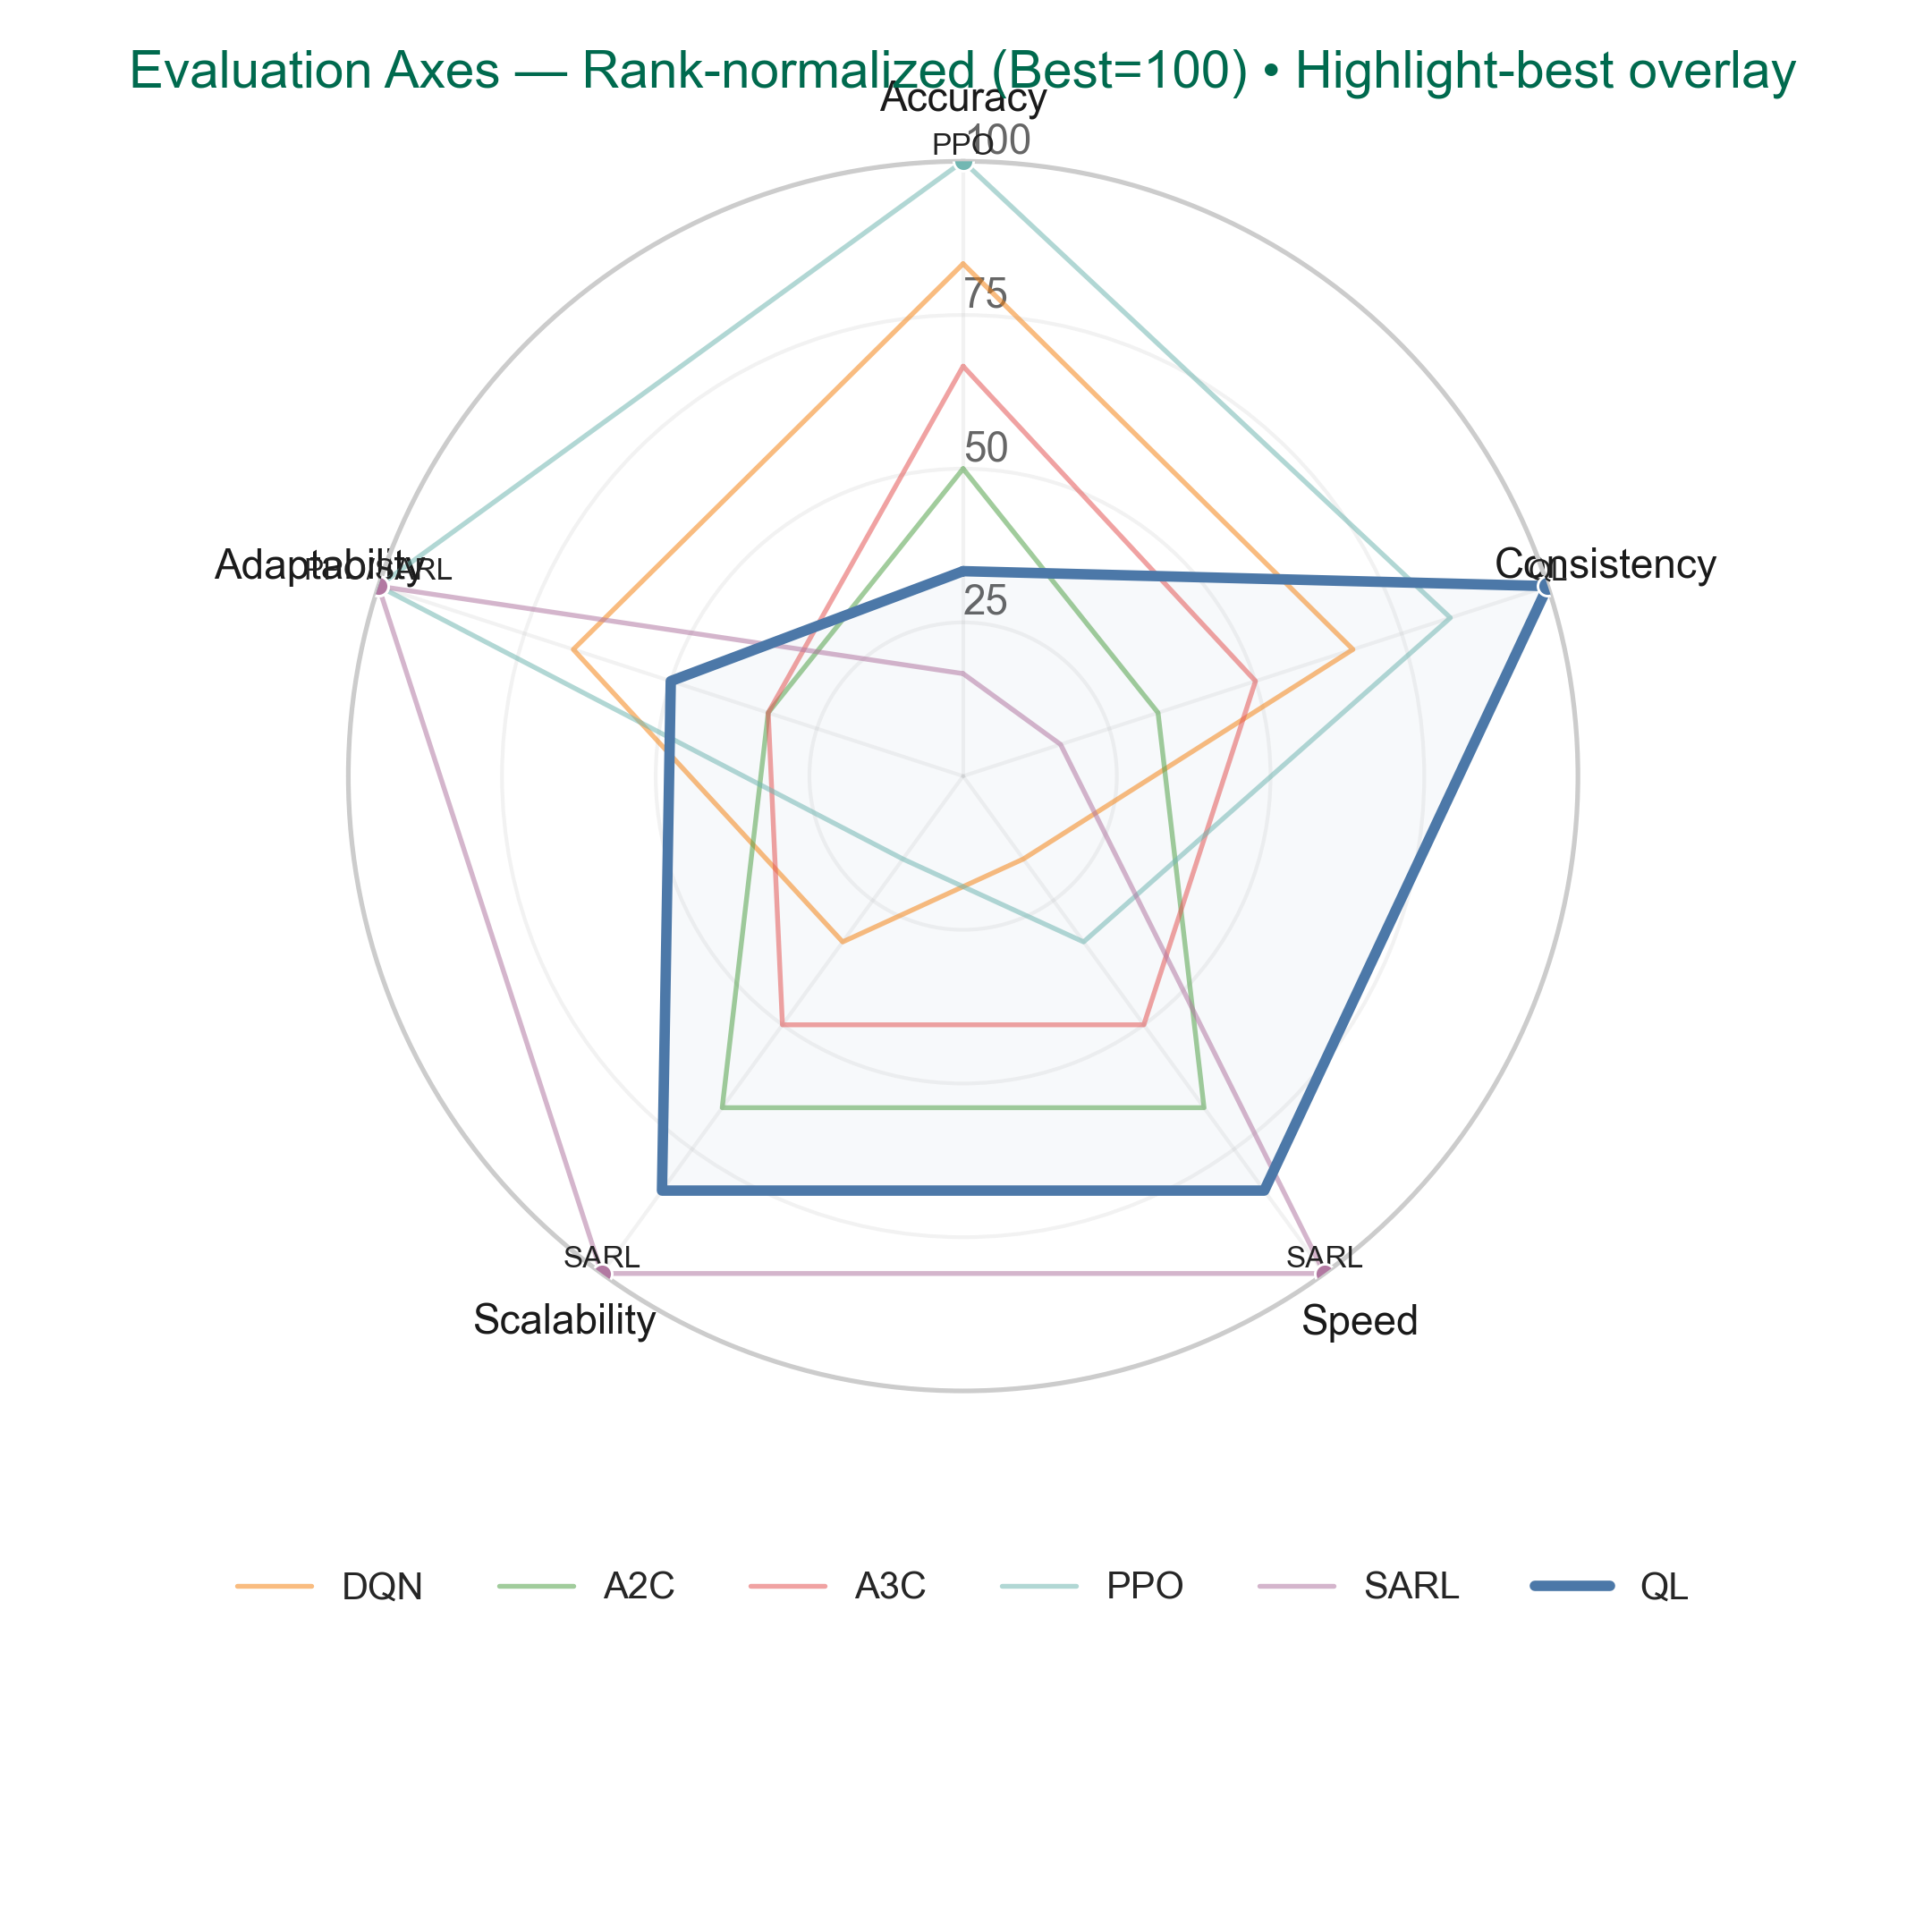 Evaluation Axes — Rank-normalized (Best=100) • Highlight-best overlay
Accuracy
PPO
100
75
50
25
Adaptability
PPO/SARL
Consistency
QL
SARL
SARL
Scalability
Speed
DQN
A2C
A3C
PPO
SARL
QL